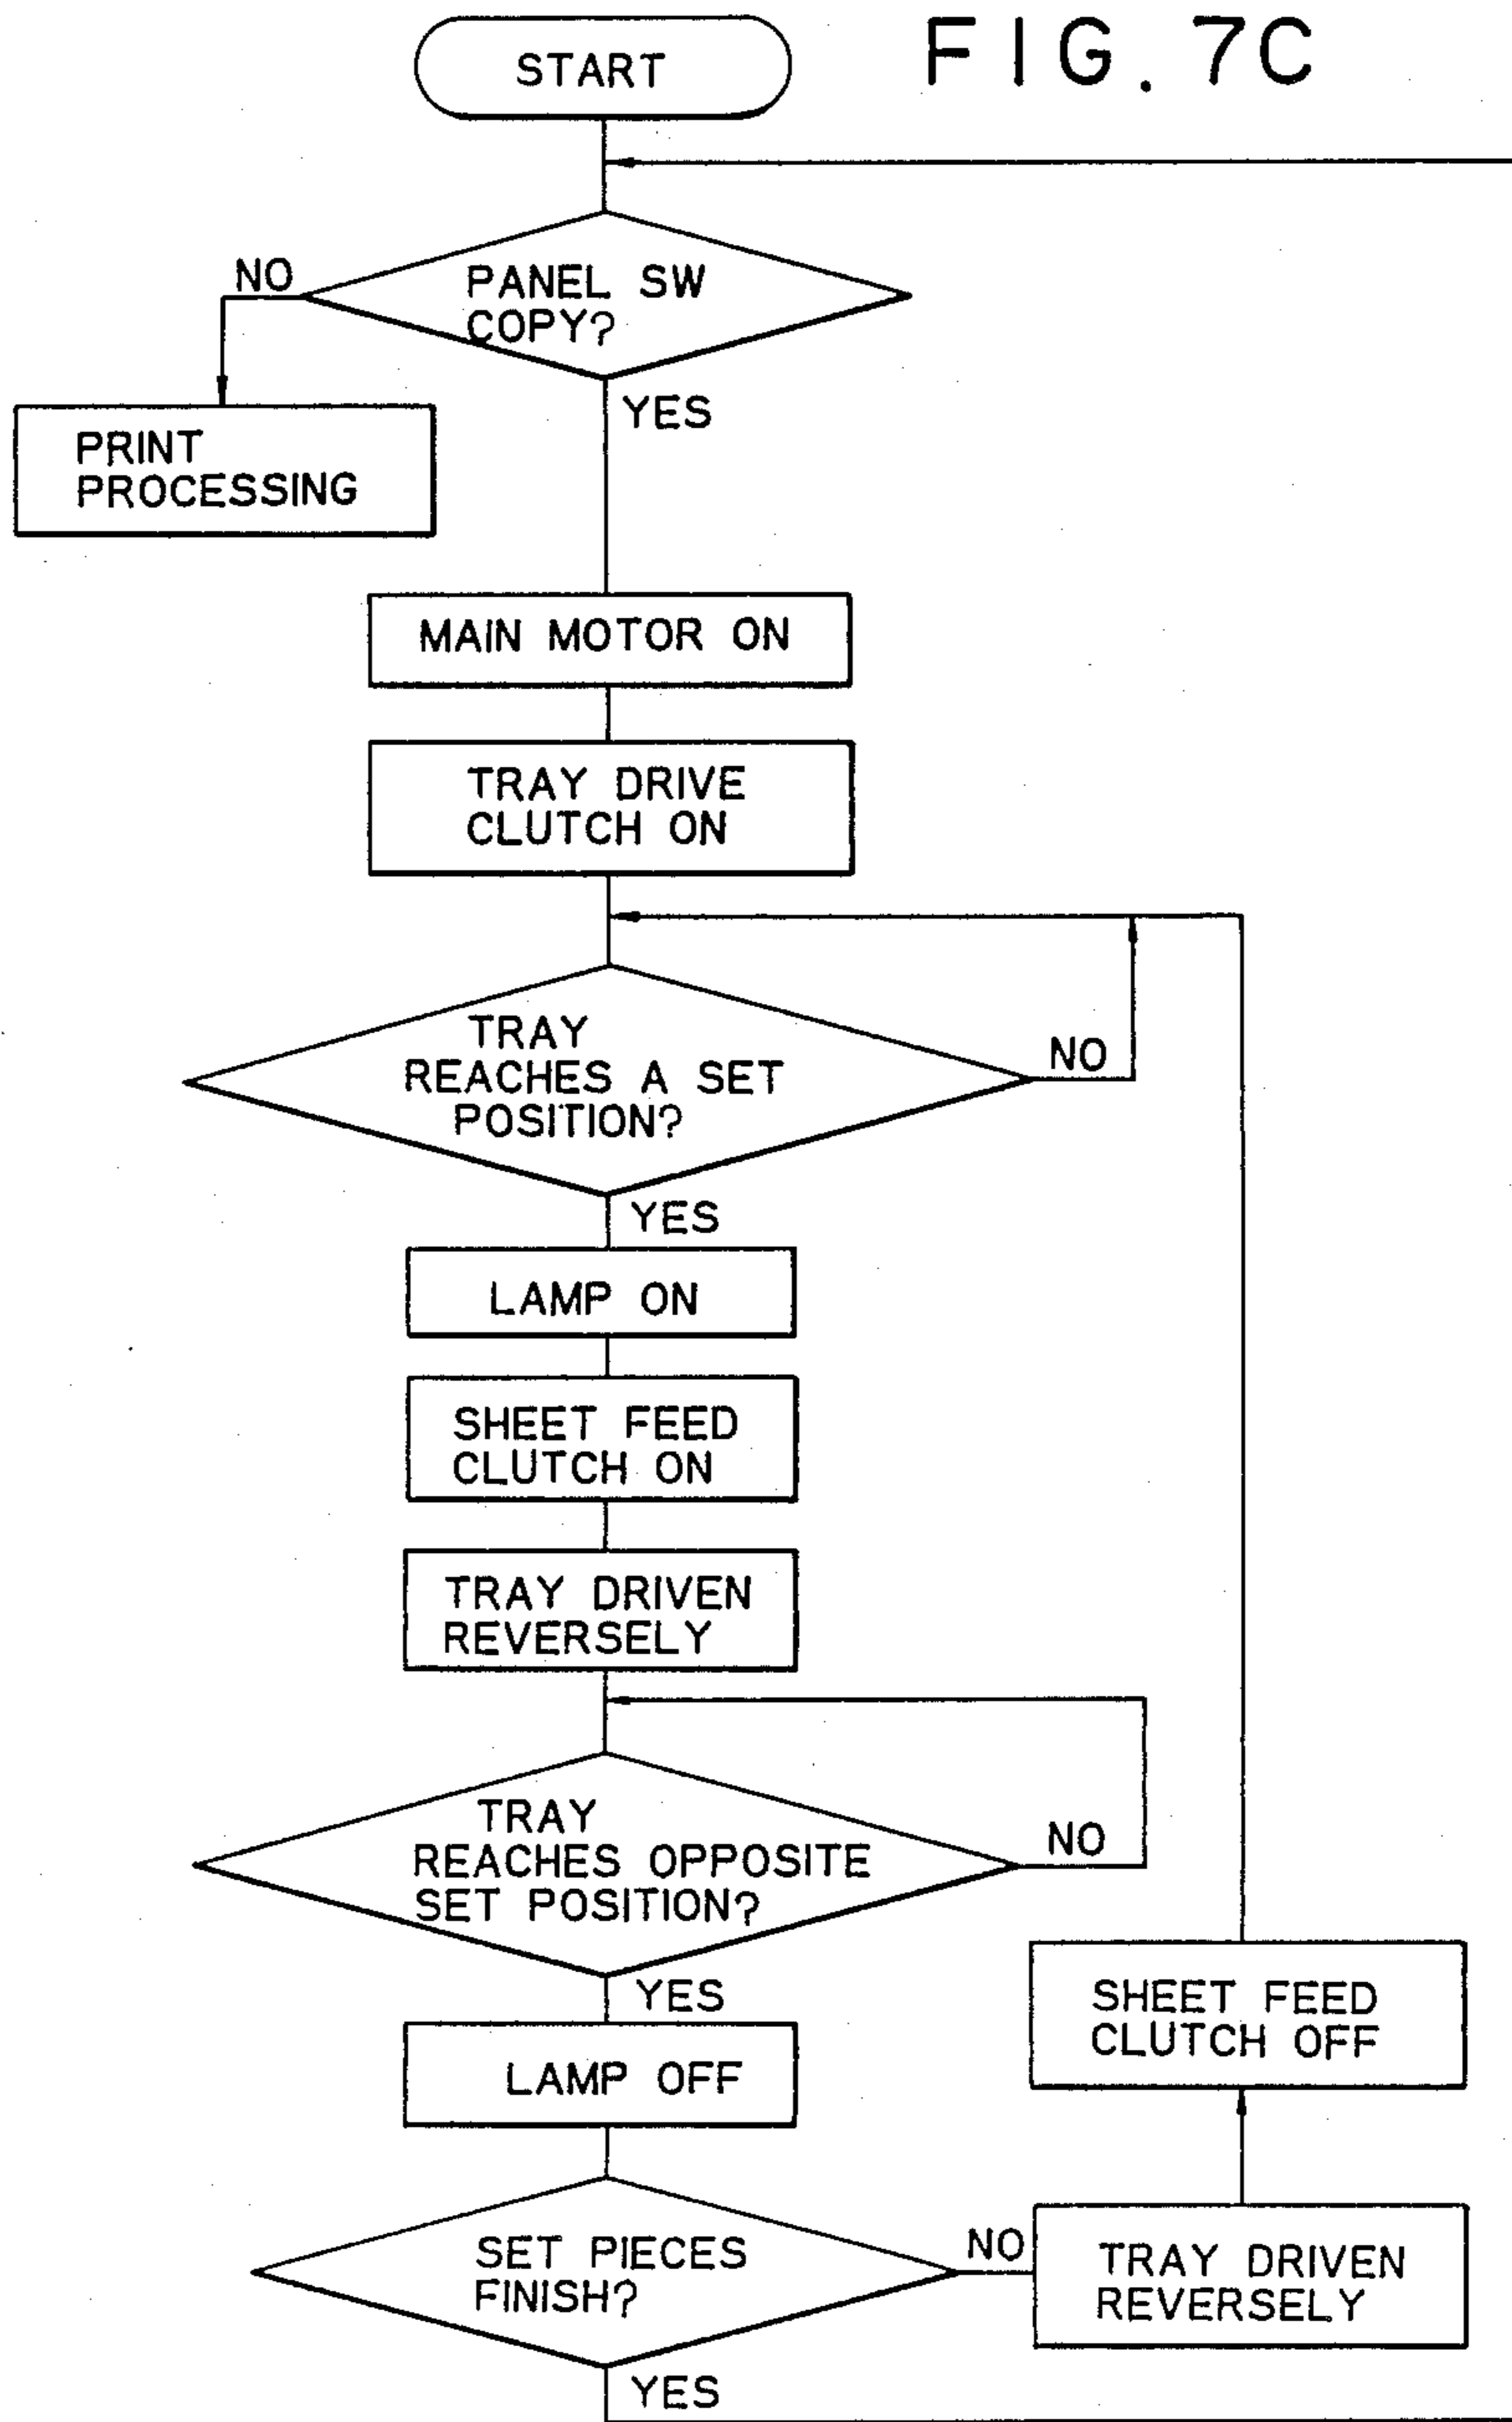 START
FIG. 7C
PANEL SW
COPY?
NO
YES
PRINT
PROCESSING
MAIN MOTOR ON
TRAY DRIVE
CLUTCH ON
TRAY
REACHES A SET
POSITION?
NO
YES
LAMP ON
SHEET FEED
CLUTCH ON
TRAY DRIVEN
REVERSELY
TRAY
REACHES OPPOSITE
SET POSITION?
NO
YES
SHEET FEED
CLUTCH OFF
LAMP OFF
SET PIECES
FINISH?
NO
TRAY DRIVEN
REVERSELY
YES